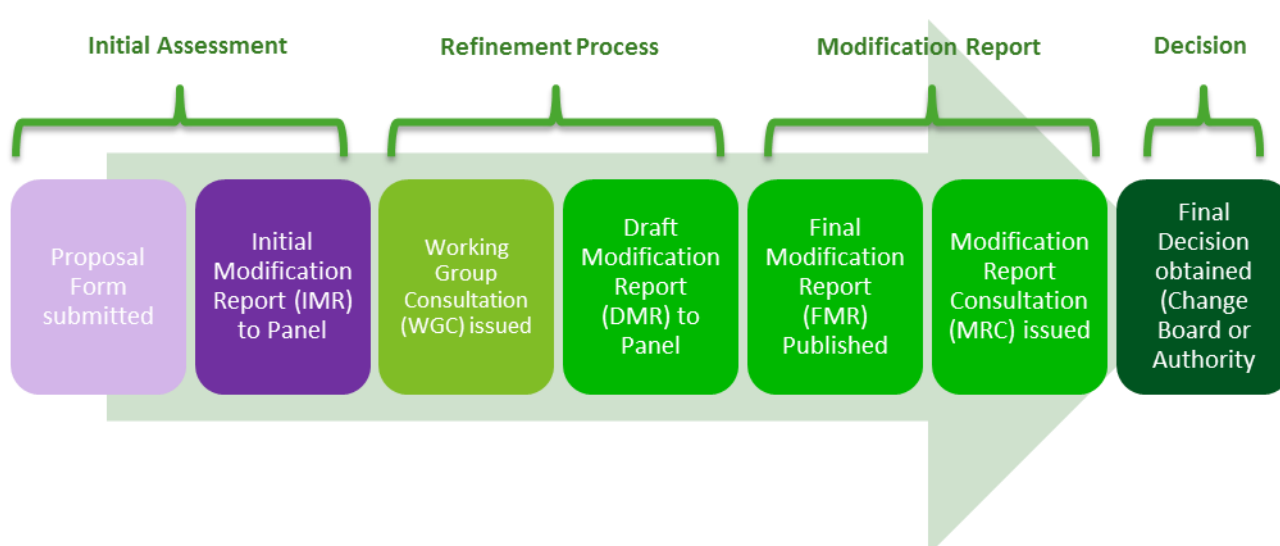 Initial Assessment
Refinement Process
Modification Report
Decision
Proposal
Form
submitted
Initial
Modification
Report (IMR)
to Panel
Working
Group
Consultation
(WGC) issued
Draft
Modification
Report
(DMR) to
Panel
Final
Modification
Report
(FMR)
Published
Modification
Report
Consultation
(MRC) issued
Final
Decision
obtained
(Change
Board or
Authority